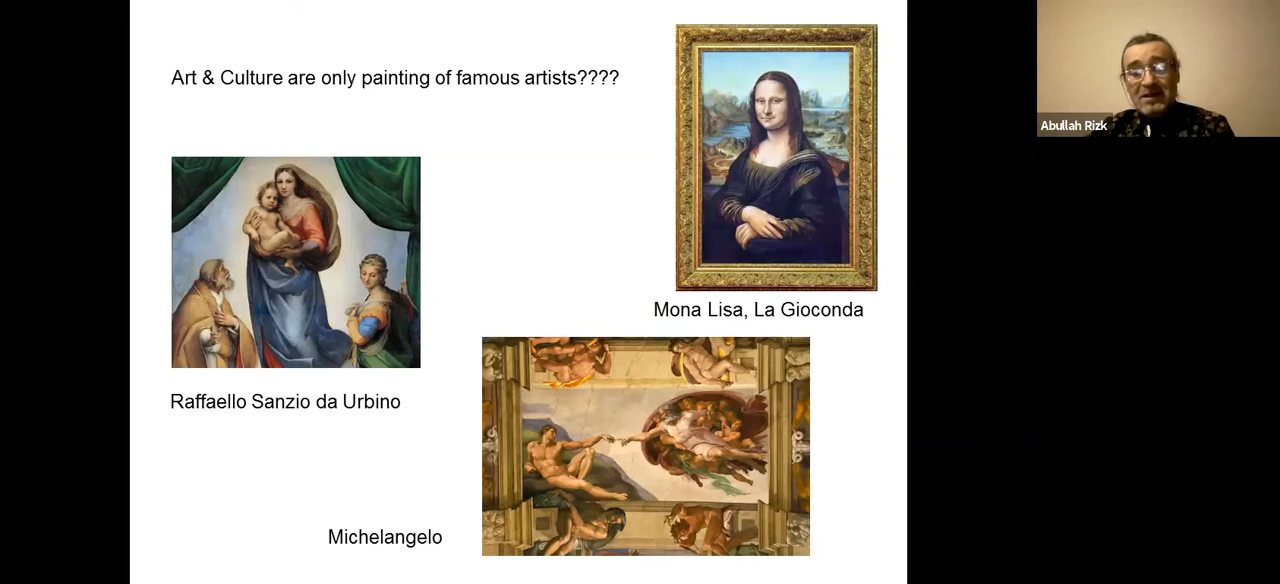 Art & Culture are only painting of famous artists????
Abullah Rizk
Mona Lisa, La Gioconda
Raffaello Sanzio da Urbino
Michelangelo